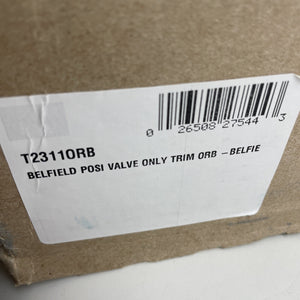 0 26508 27544 3
T2311ORB
BELFIELD POSI VALVE ONLY TRIM ORB – BELFIE